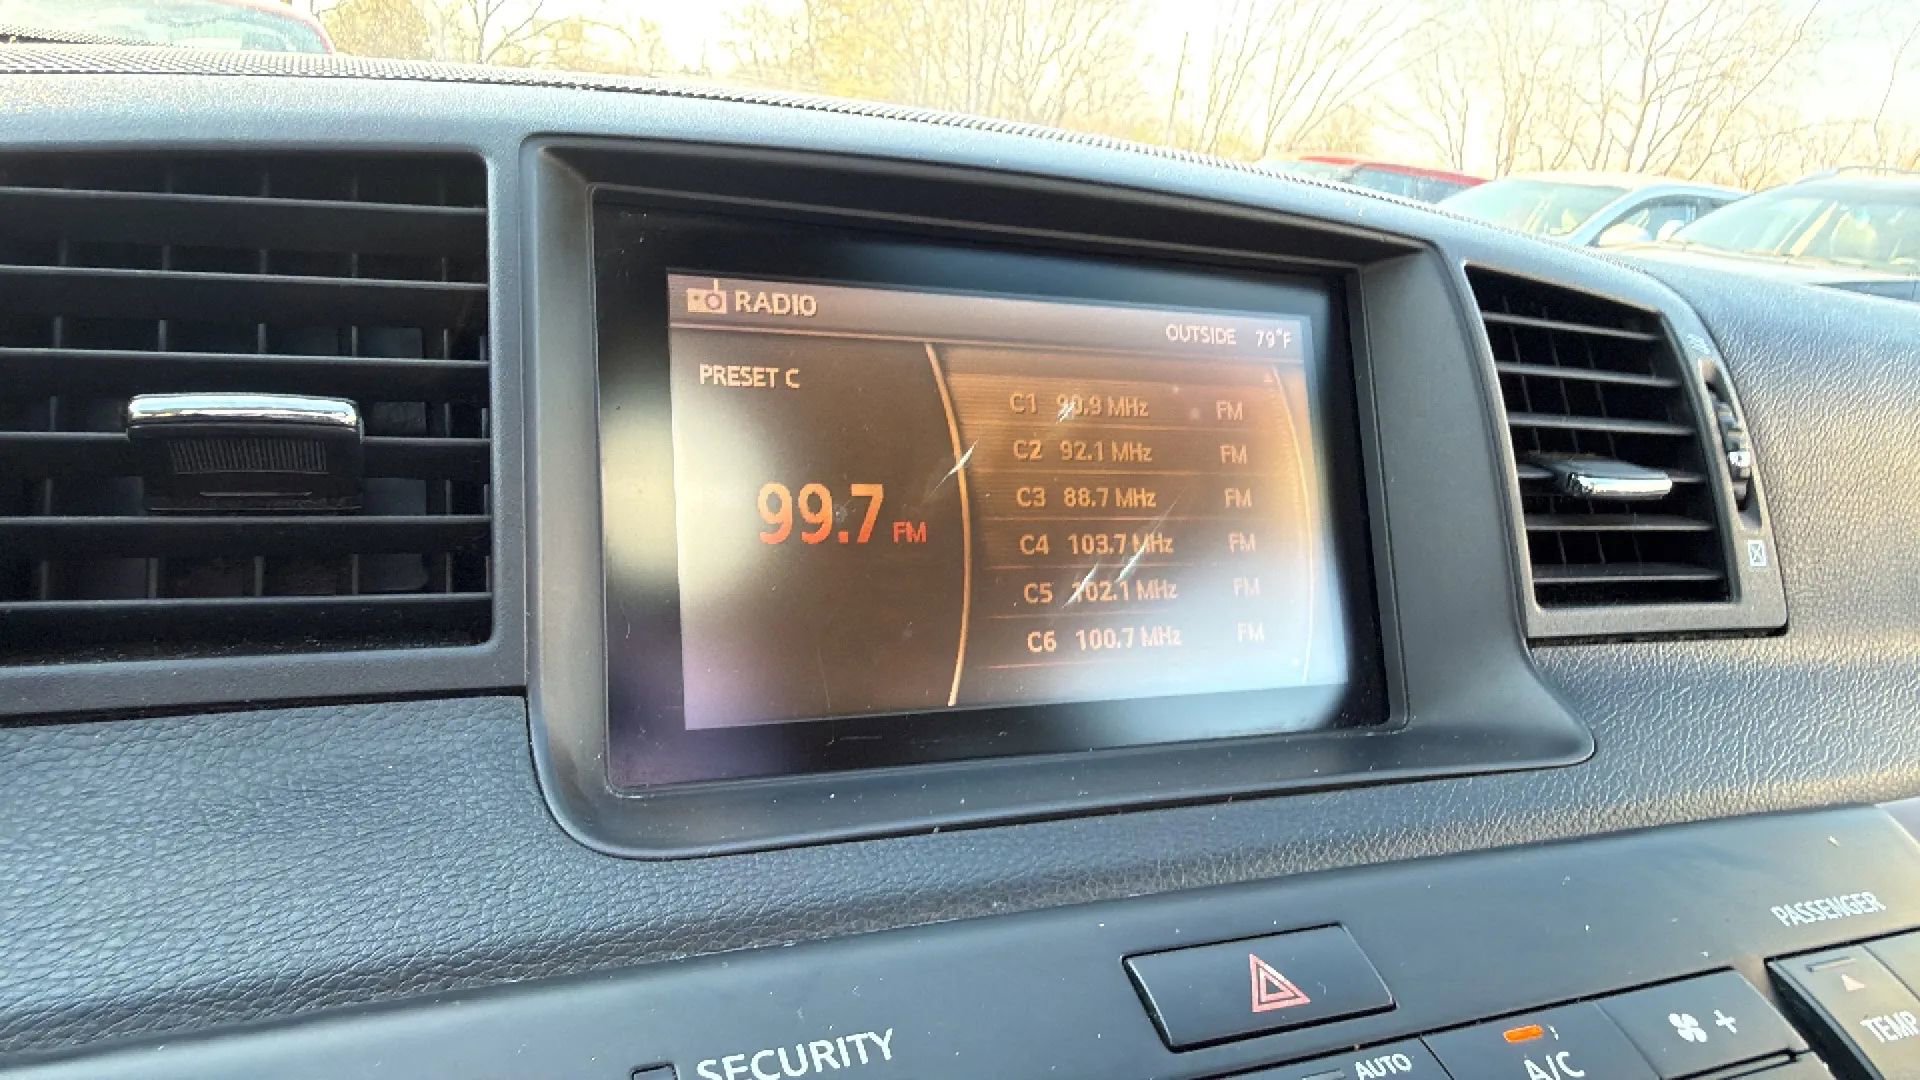 RADIO
OUTSIDE 79°F
PRESET C
99.7 FM
C1 90.9 MHz FM
C2 92.1 MHz FM
C3 88.7 MHz FM
C4 103.7 MHz FM
C5 102.1 MHz FM
C6 100.7 MHz FM
PASSENGER
TEMP
+
SECURITY
AUTO
A/C